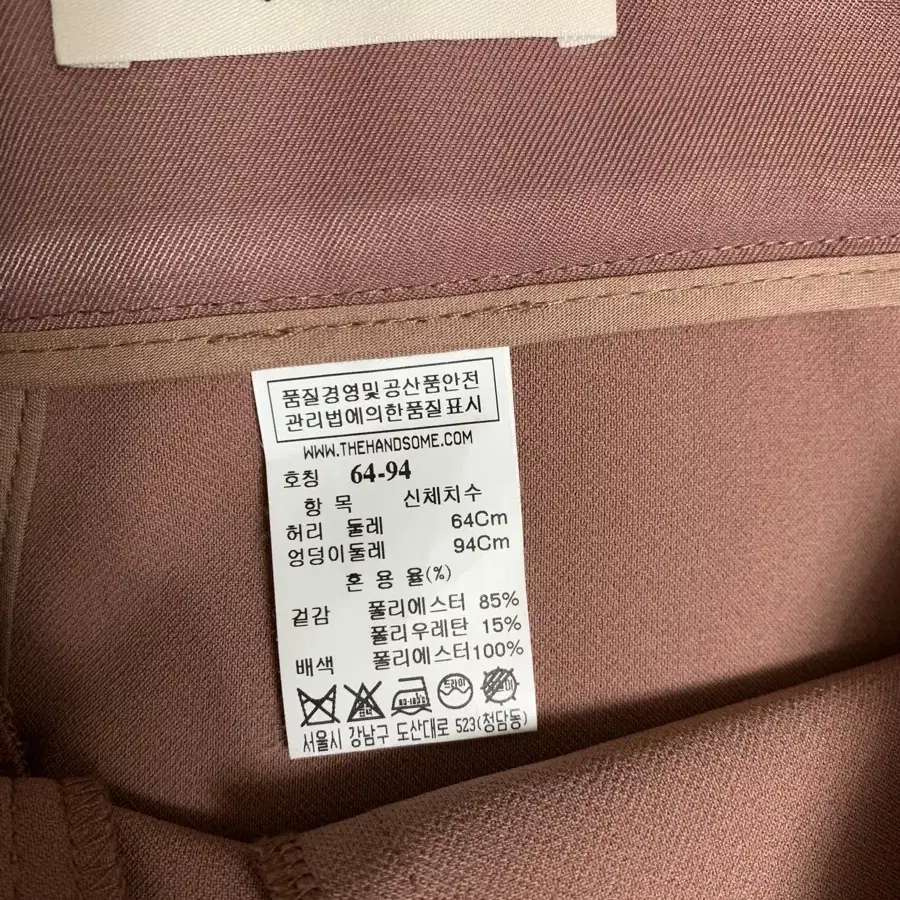 품질경영및공산품안전
관리법에의한품질표시
WWW.THEHANDSOME.COM
호칭 64-94
항 목 신체치수
허리 둘레 64Cm
엉덩이둘레 94Cm
혼 용 율(%)
겉감 폴리에스터 85%
폴리우레탄 15%
배색 폴리에스터100%
드라이
서울시 강남구 도산대로 523(청담동)